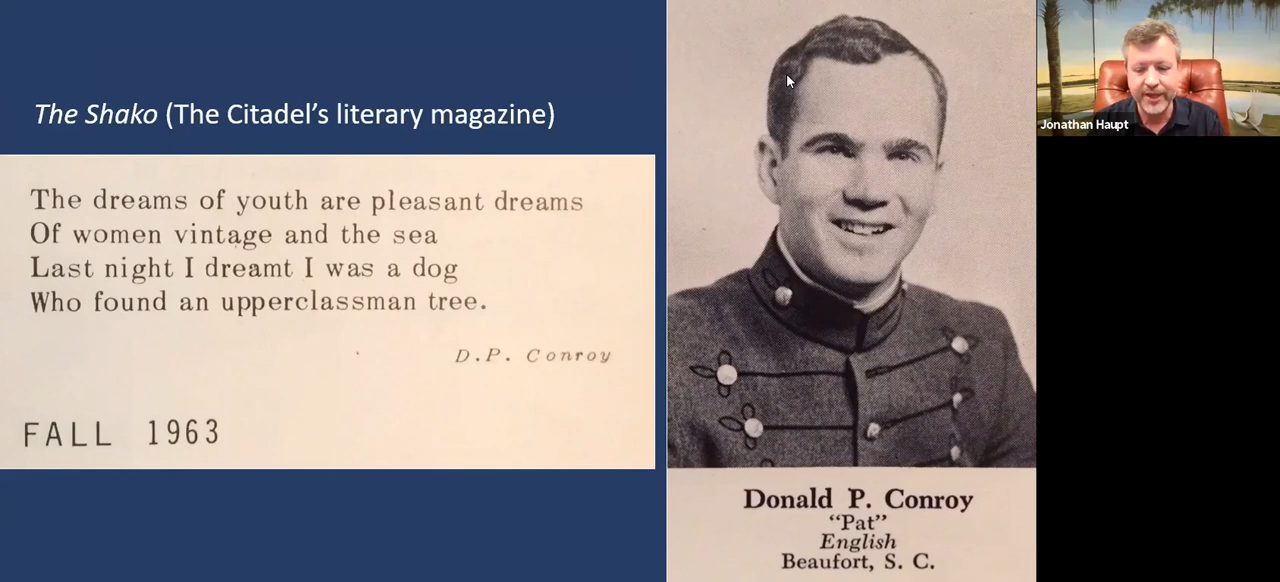 The Shako (The Citadel's literary magazine)
The dreams of youth are pleasant dreams
Of women vintage and the sea
Last night I dreamt I was a dog
Who found an upperclassman tree.
D.P. Conroy
FALL 1963
Donald P. Conroy
“Pat”
English
Beaufort, S. C.
Jonathan Haupt